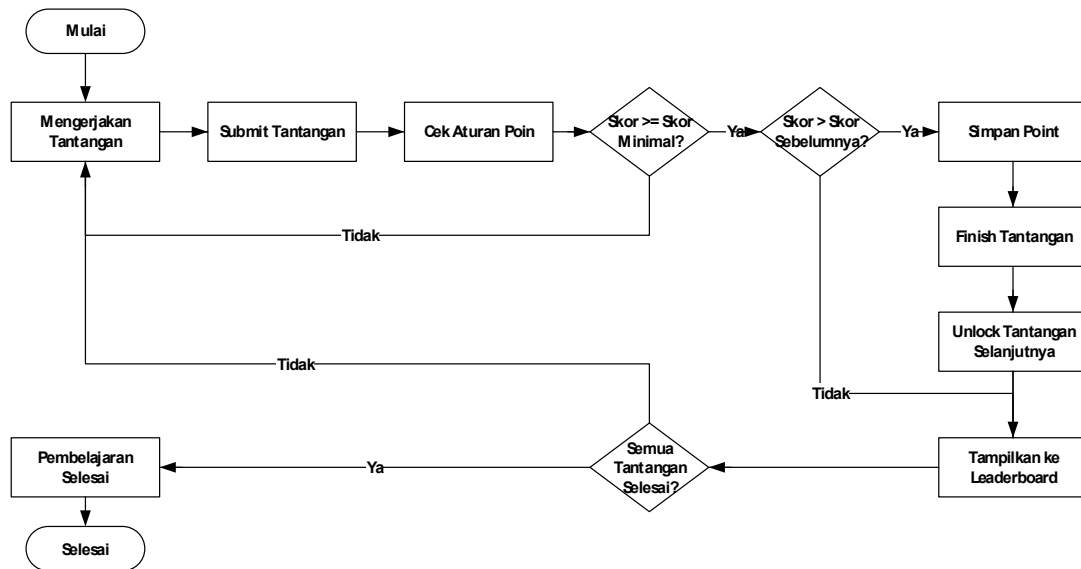 Mulai
Mengerjakan
Tantangan
Submit Tantangan
Cek Aturan Poin
Skor >= Skor
Minimal?
Ya
Skor > Skor
Sebelumnya?
Ya
Simpan Point
Tidak
Finish Tantangan
Unlock Tantangan
Selanjutnya
Tidak
Tidak
Pembelajaran
Selesai
Ya
Semua
Tantangan
Selesai?
Tampilkan ke
Leaderboard
Selesai